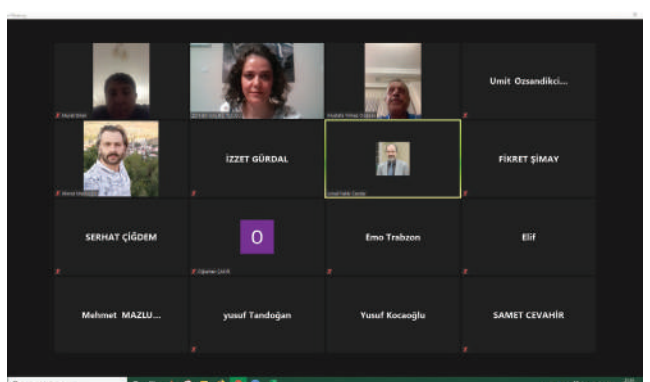 Umit Ozsandikci...
İZZET GÜRDAL
FİKRET ŞİMAY
SERHAT ÇİĞDEM
O
Emo Trabzon
Elif
Mehmet MAZLU...
yusuf Tandoğan
Yusuf Kocaoğlu
SAMET CEVAHİR